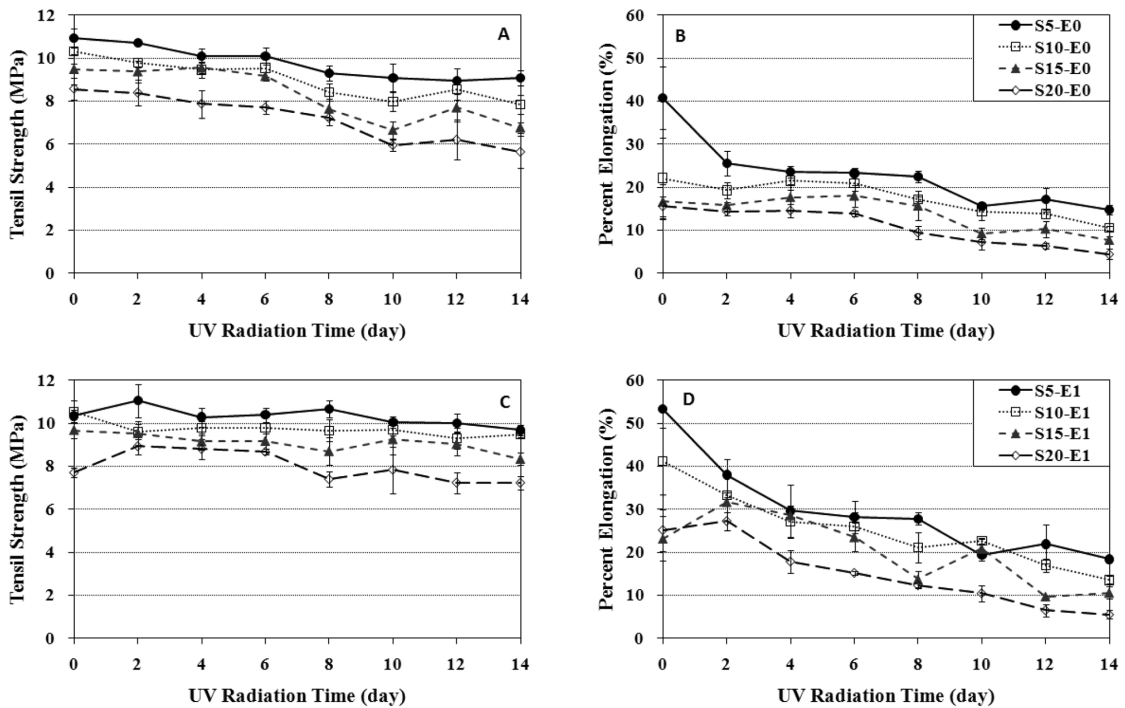 A
Tensil Strength (MPa)
12
10
8
6
4
2
0
0 2 4 6 8 10 12 14
UV Radiation Time (day)
B
Percent Elongation (%)
60
50
40
30
20
10
0
0 2 4 6 8 10 12 14
UV Radiation Time (day)
S5-E0
S10-E0
S15-E0
S20-E0
C
Tensil Strength (MPa)
12
10
8
6
4
2
0
0 2 4 6 8 10 12 14
UV Radiation Time (day)
D
Percent Elongation (%)
60
50
40
30
20
10
0
0 2 4 6 8 10 12 14
UV Radiation Time (day)
S5-E1
S10-E1
S15-E1
S20-E1